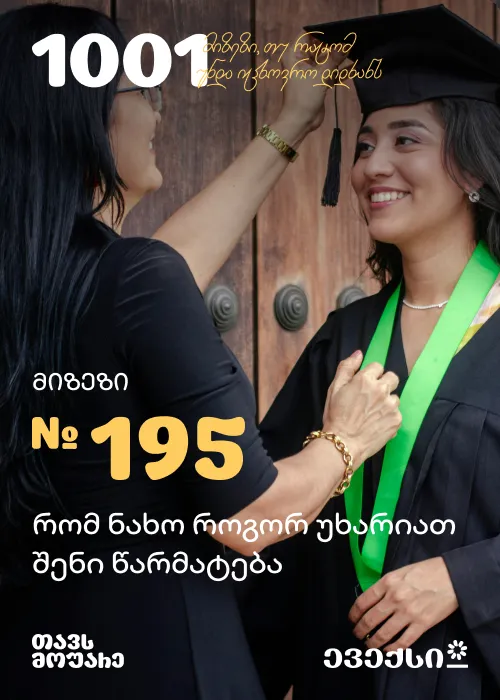 1001 მიზეზი, თუ რატომ
უნდა იცხოვრო დიდხანს
მიზეზი
№ 195
რომ ნახო როგორ უხარიათ
შენი წარმატება
თავს
მოუარე
ევექსი